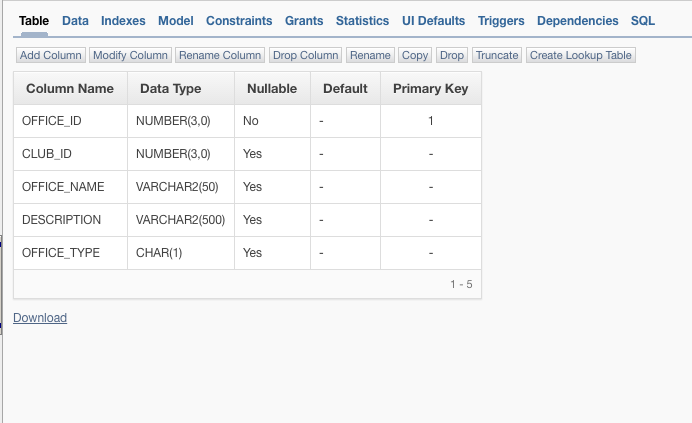 Table Data Indexes Model Constraints Grants Statistics UI Defaults Triggers Dependencies SQL
Add Column Modify Column Rename Column Drop Column Rename Copy Drop Truncate Create Lookup Table
Column Name Data Type Nullable Default Primary Key
OFFICE_ID NUMBER(3,0) No - 1
CLUB_ID NUMBER(3,0) Yes - -
OFFICE_NAME VARCHAR2(50) Yes - -
DESCRIPTION VARCHAR2(500) Yes - -
OFFICE_TYPE CHAR(1) Yes - -
1 - 5
Download